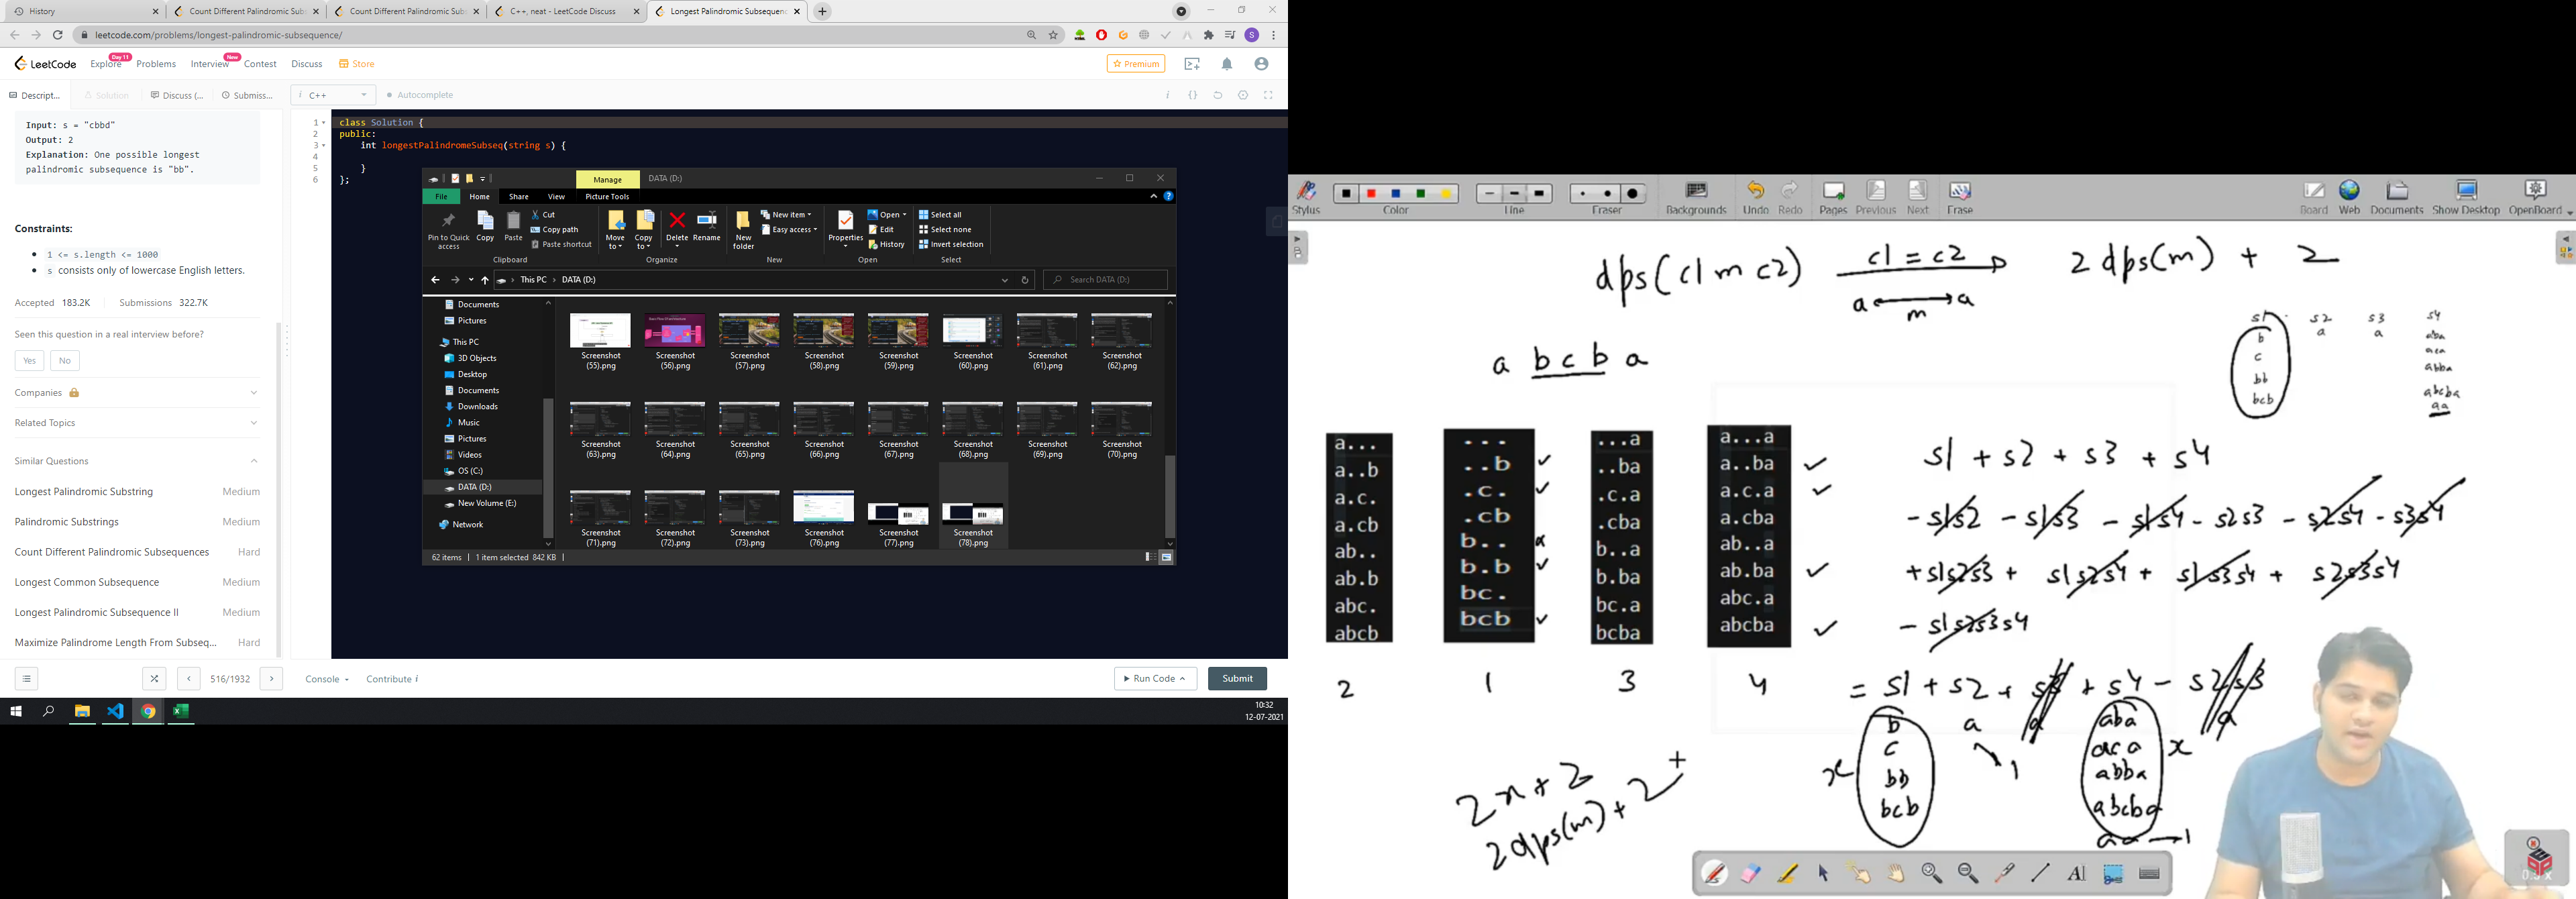 History
Count Different Palindromic Sub
Count Different Palindromic Sub
C++, neat - LeetCode Discuss
Longest Palindromic Subsequenc
leetcode.com/problems/longest-palindromic-subsequence/
S
LeetCode
Explore
Day 11
Problems
Interview
New
Contest
Discuss
Store
Premium
Descript...
Solution
Discuss (...
Submiss...
i C++
Autocomplete
Input: s = "cbbd"
Output: 2
Explanation: One possible longest
palindromic subsequence is "bb".
Constraints:
1 <= s.length <= 1000
s consists only of lowercase English letters.
Accepted 183.2K Submissions 322.7K
Seen this question in a real interview before?
Yes No
Companies
Related Topics
Similar Questions
Longest Palindromic Substring Medium
Palindromic Substrings Medium
Count Different Palindromic Subsequences Hard
Longest Common Subsequence Medium
Longest Palindromic Subsequence II Medium
Maximize Palindrome Length From Subseq... Hard
516/1932
Console
Contribute i
Run Code
Submit
1 class Solution {
2 public:
3 int longestPalindromeSubseq(string s) {
4
5 }
6 };
Manage DATA (D:)
File Home Share View Picture Tools
Pin to Quick access
Copy
Paste
Cut
Copy path
Paste shortcut
Clipboard
Move to
Copy to
Delete
Rename
Organize
New folder
New item
Easy access
New
Properties
Open
Edit
History
Open
Select all
Select none
Invert selection
Select
This PC > DATA (D:)
Search DATA (D:)
Documents
Pictures
This PC
3D Objects
Desktop
Documents
Downloads
Music
Pictures
Videos
OS (C:)
DATA (D:)
New Volume (E:)
Network
Screenshot (55).png
Screenshot (56).png
Screenshot (57).png
Screenshot (58).png
Screenshot (59).png
Screenshot (60).png
Screenshot (61).png
Screenshot (62).png
Screenshot (63).png
Screenshot (64).png
Screenshot (65).png
Screenshot (66).png
Screenshot (67).png
Screenshot (68).png
Screenshot (69).png
Screenshot (70).png
Screenshot (71).png
Screenshot (72).png
Screenshot (73).png
Screenshot (76).png
Screenshot (77).png
Screenshot (78).png
62 items 1 item selected 842 KB
10:32
12-07-2021
Stylus Color Line Eraser Backgrounds Undo Redo Pages Previous Next Erase Board Web Documents Show Desktop OpenBoard
dps(c1 m c2) c1 = c2 2 dps(m) + 2
a m a
s1 s2 s3 s4
b a a aba
c aca
bb abba
bcb abcba
aa
a b c b a
a... ... ...a a...a
a..b ..b ..ba a..ba
a.c. .c. .c.a a.c.a
a.cb .cb .cba a.cba
ab.. b.. b..a ab..a
ab.b b.b b.ba ab.ba
abc. bc. bc.a abc.a
abcb bcb bcba abcba
2 1 3 4
s1 + s2 + s3 + s4
- s1s2 - s1s3 - s1s4 - s2s3 - s2s4 - s3s4
+ s1s2s3 + s1s2s4 + s1s3s4 + s2s3s4
- s1s2s3s4
= s1 + s2 + s3 + s4 - s2s3
b a a aba a
c aca
bb abba
bcb abcba
x 1 x
aa 1
2x + 2
2dps(m) + 2